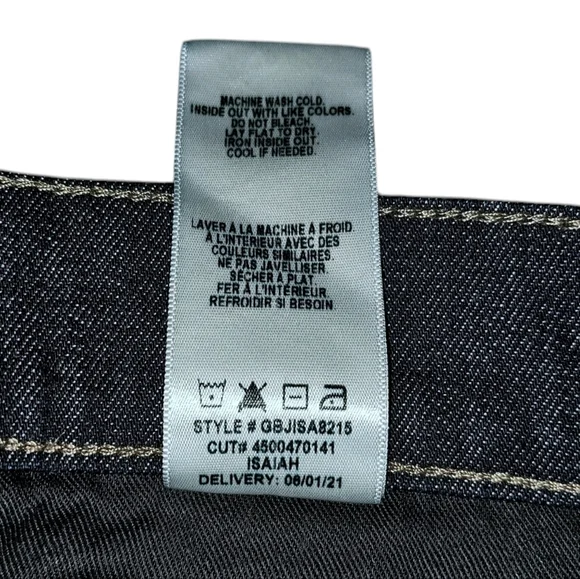 MACHINE WASH COLD.
INSIDE OUT WITH LIKE COLORS.
DO NOT BLEACH.
LAY FLAT TO DRY.
IRON INSIDE OUT.
COOL IF NEEDED.
LAVER À LA MACHINE À FROID.
À L'INTÉRIEUR AVEC DES
COULEURS SIMILAIRES.
NE PAS JAVELLISER.
SÉCHER À PLAT.
FER À L'INTÉRIEUR.
REFROIDIR SI BESOIN.
STYLE # GBJISA8215
CUT# 4500470141
ISAIAH
DELIVERY: 06/01/21